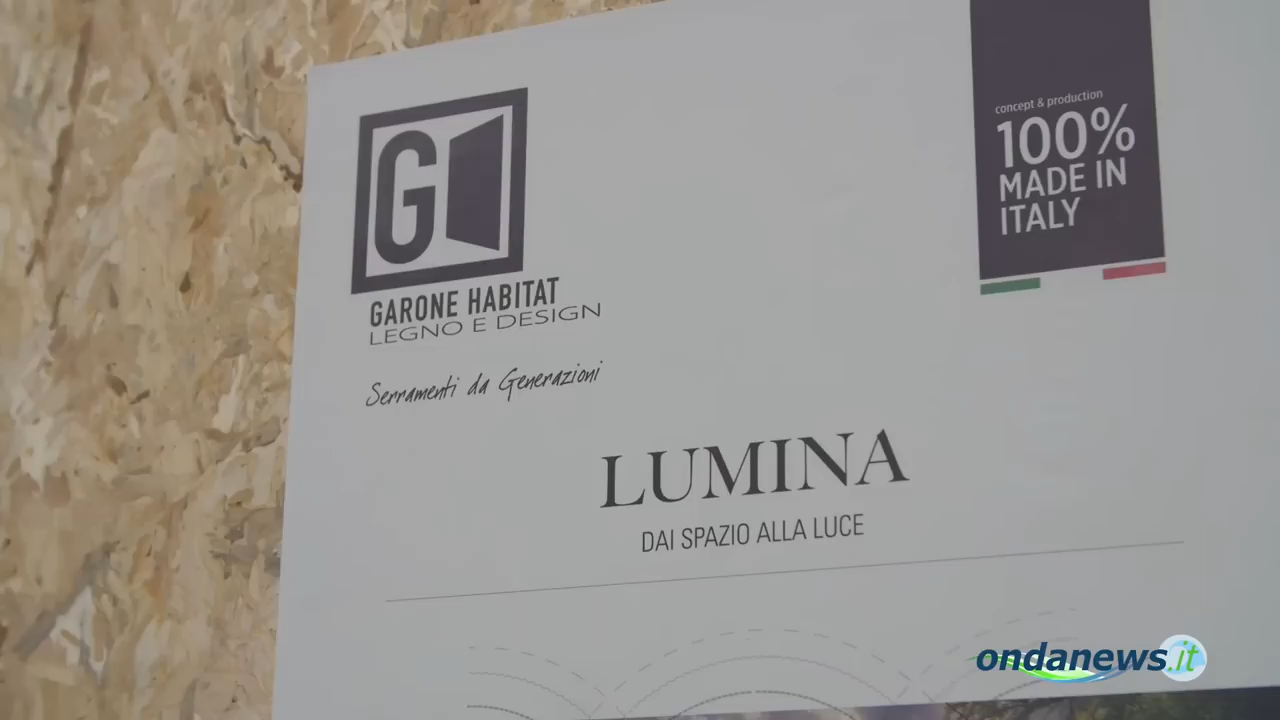 G
GARONE HABITAT
LEGNO E DESIGN
Serramenti da Generazioni
concept & production
100%
MADE IN
ITALY
LUMINA
DAI SPAZIO ALLA LUCE
ondanews.it